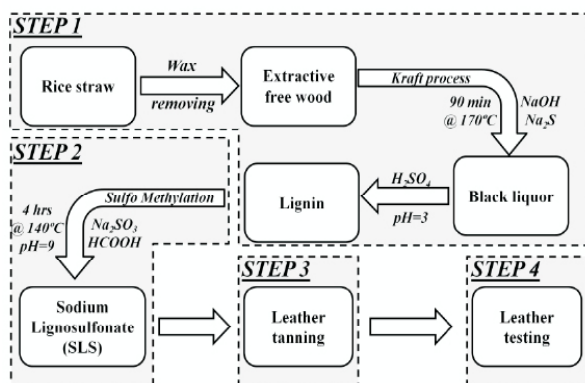 STEP 1
Rice straw
Wax
removing
Extractive
free wood
Kraft process
90 min
@ 170ºC
NaOH
Na₂S
Black liquor
H₂SO₄
pH=3
Lignin
STEP 2
Sulfo Methylation
4 hrs
@ 140ºC
pH=9
Na₂SO₃
HCOOH
Sodium
Lignosulfonate
(SLS)
STEP 3
Leather
tanning
STEP 4
Leather
testing